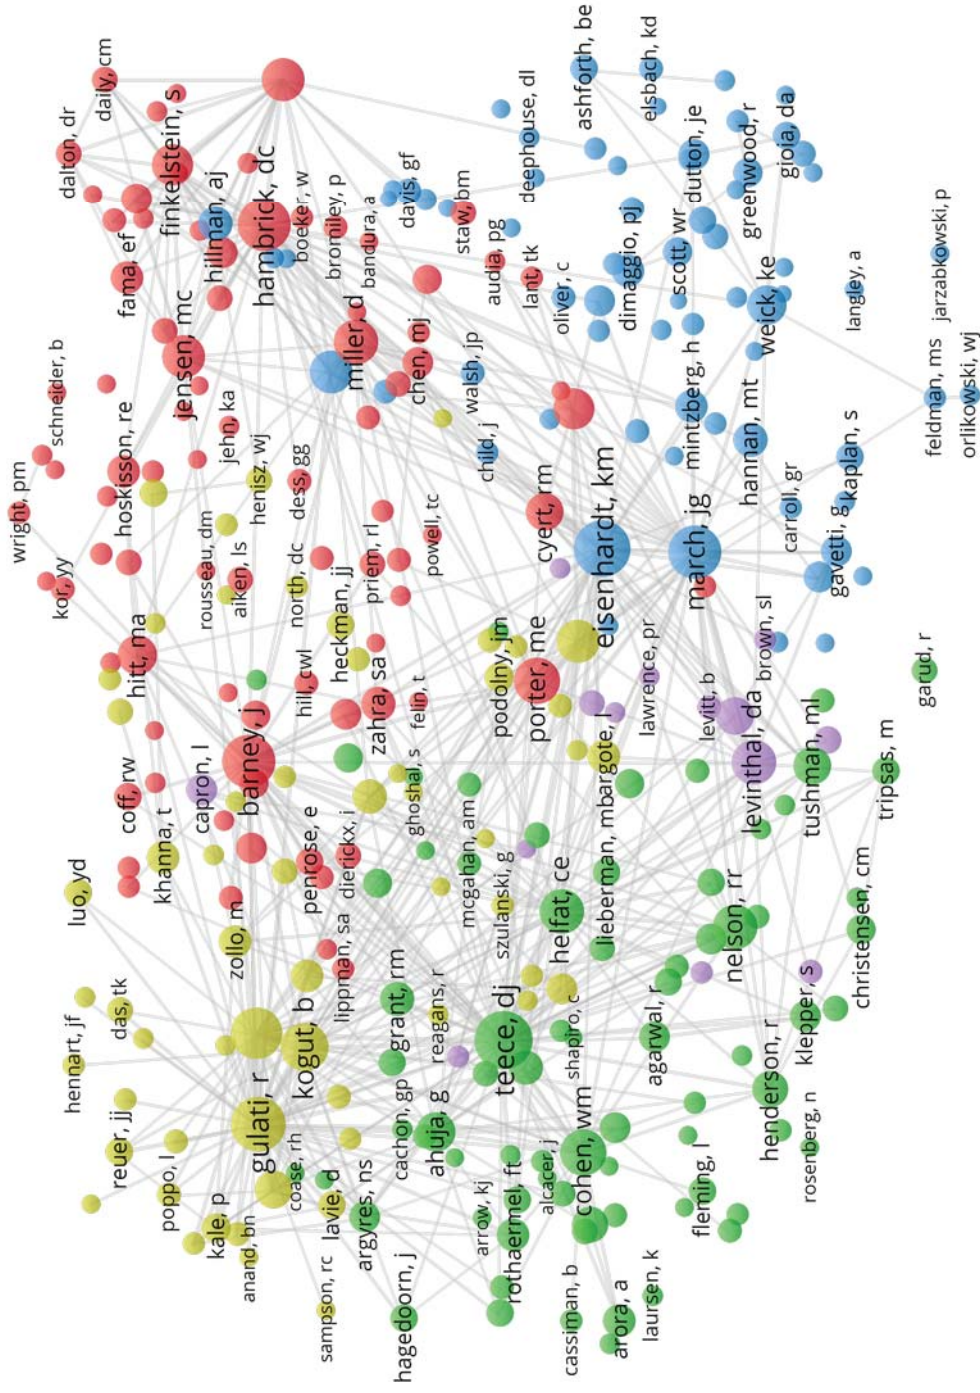 wright, pm
schneider, b
kor, yy
dalton, dr
luo, yd
hennart, jf
daily, cm
das, tk
reuer, jj
coff, rw
hoskisson, re
fama, ef
hitt, ma
khanna, t
poppo, l
finkelstein, s
jensen, mc
capron, l
rousseau, dm
kale, p
zollo, m
hillman, aj
jehn, ka
aiken, ls
anand, bn
barney, j
henisz, wj
gulati, r
hambrick, dc
coase, rh
kogut, b
penrose, e
hill, cwl
north, dc
dess, gg
boeker, w
sampson, rc
lavie, d
lippman, sa
heckman, jj
bromiley, p
dierickx, i
miller, d
argyres, ns
zahra, sa
priem, rl
bandura, a
grant, rm
cachon, gp
hagedoorn, j
ghoshal, s
felin, t
chen, mj
davis, gf
ahuja, g
reagans, r
powell, tc
mcgahan, am
walsh, jp
staw, bm
arrow, kj
child, j
podolny, jm
audia, pg
teece, dj
szulanski, g
rothaermel, ft
deephouse, dl
lant, tk
porter, me
cyert, rm
alcacer, j
helfat, ce
oliver, c
cassiman, b
shapiro, c
cohen, wm
lieberman, mb
argote, l
eisenhardt, km
ashforth, be
arora, a
dimaggio, pj
laursen, k
lawrence, pr
elsbach, kd
agarwal, r
scott, wr
mintzberg, h
march, jg
dutton, je
fleming, l
levitt, b
nelson, rr
levinthal, da
hannan, mt
greenwood, r
brown, sl
weick, ke
henderson, r
gioia, da
carroll, gr
klepper, s
tushman, ml
rosenberg, n
gavetti, g
kaplan, s
langley, a
christensen, cm
tripsas, m
garud, r
feldman, ms
jarzabkowski, p
orlikowski, wj